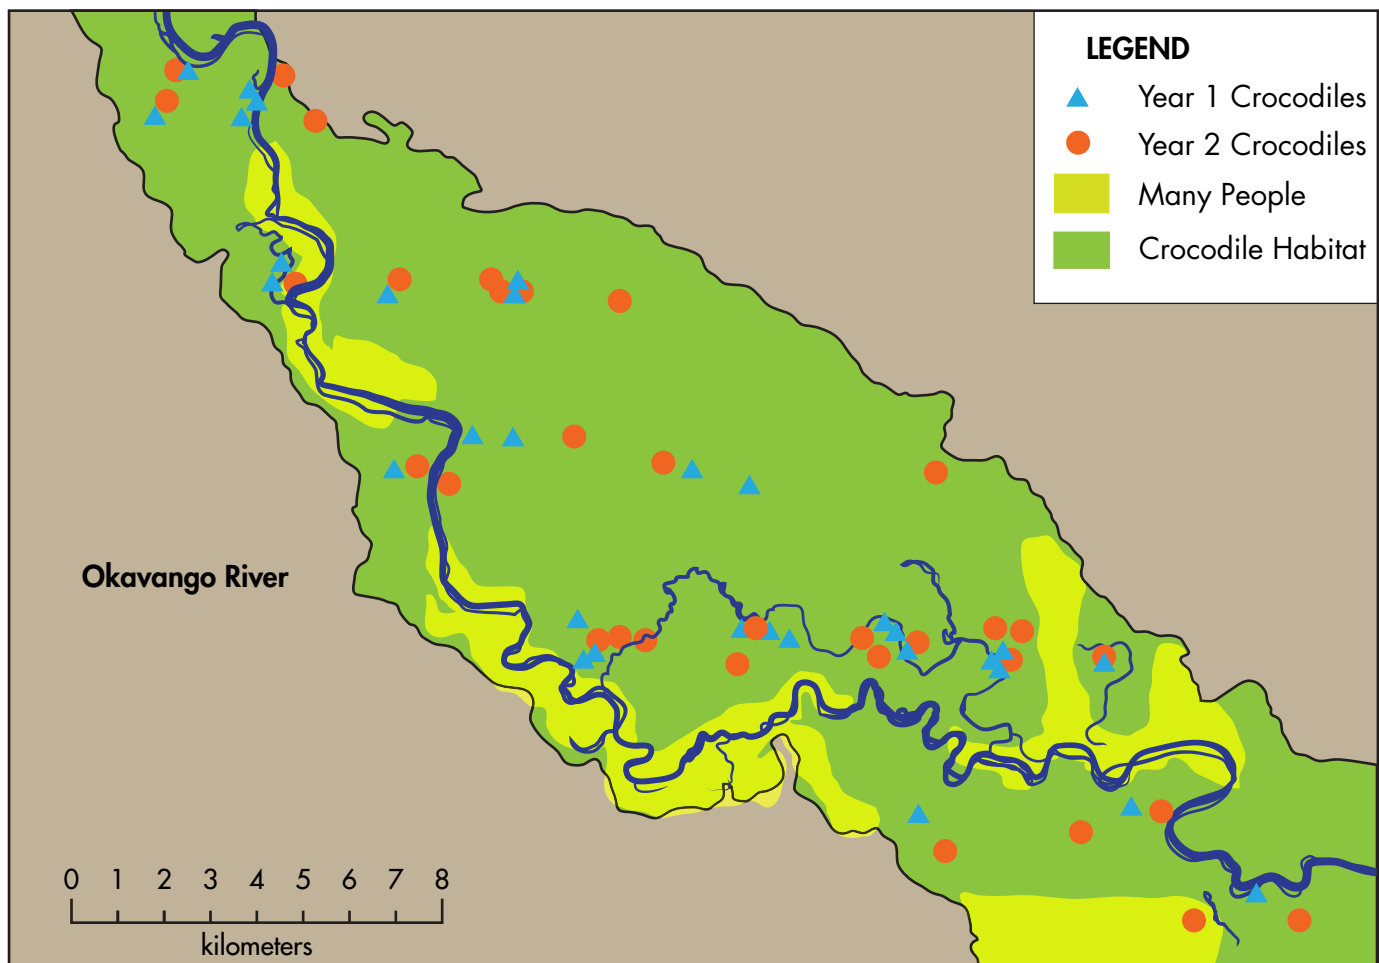 LEGEND
Year 1 Crocodiles
Year 2 Crocodiles
Many People
Crocodile Habitat
Okavango River
0 1 2 3 4 5 6 7 8
kilometers